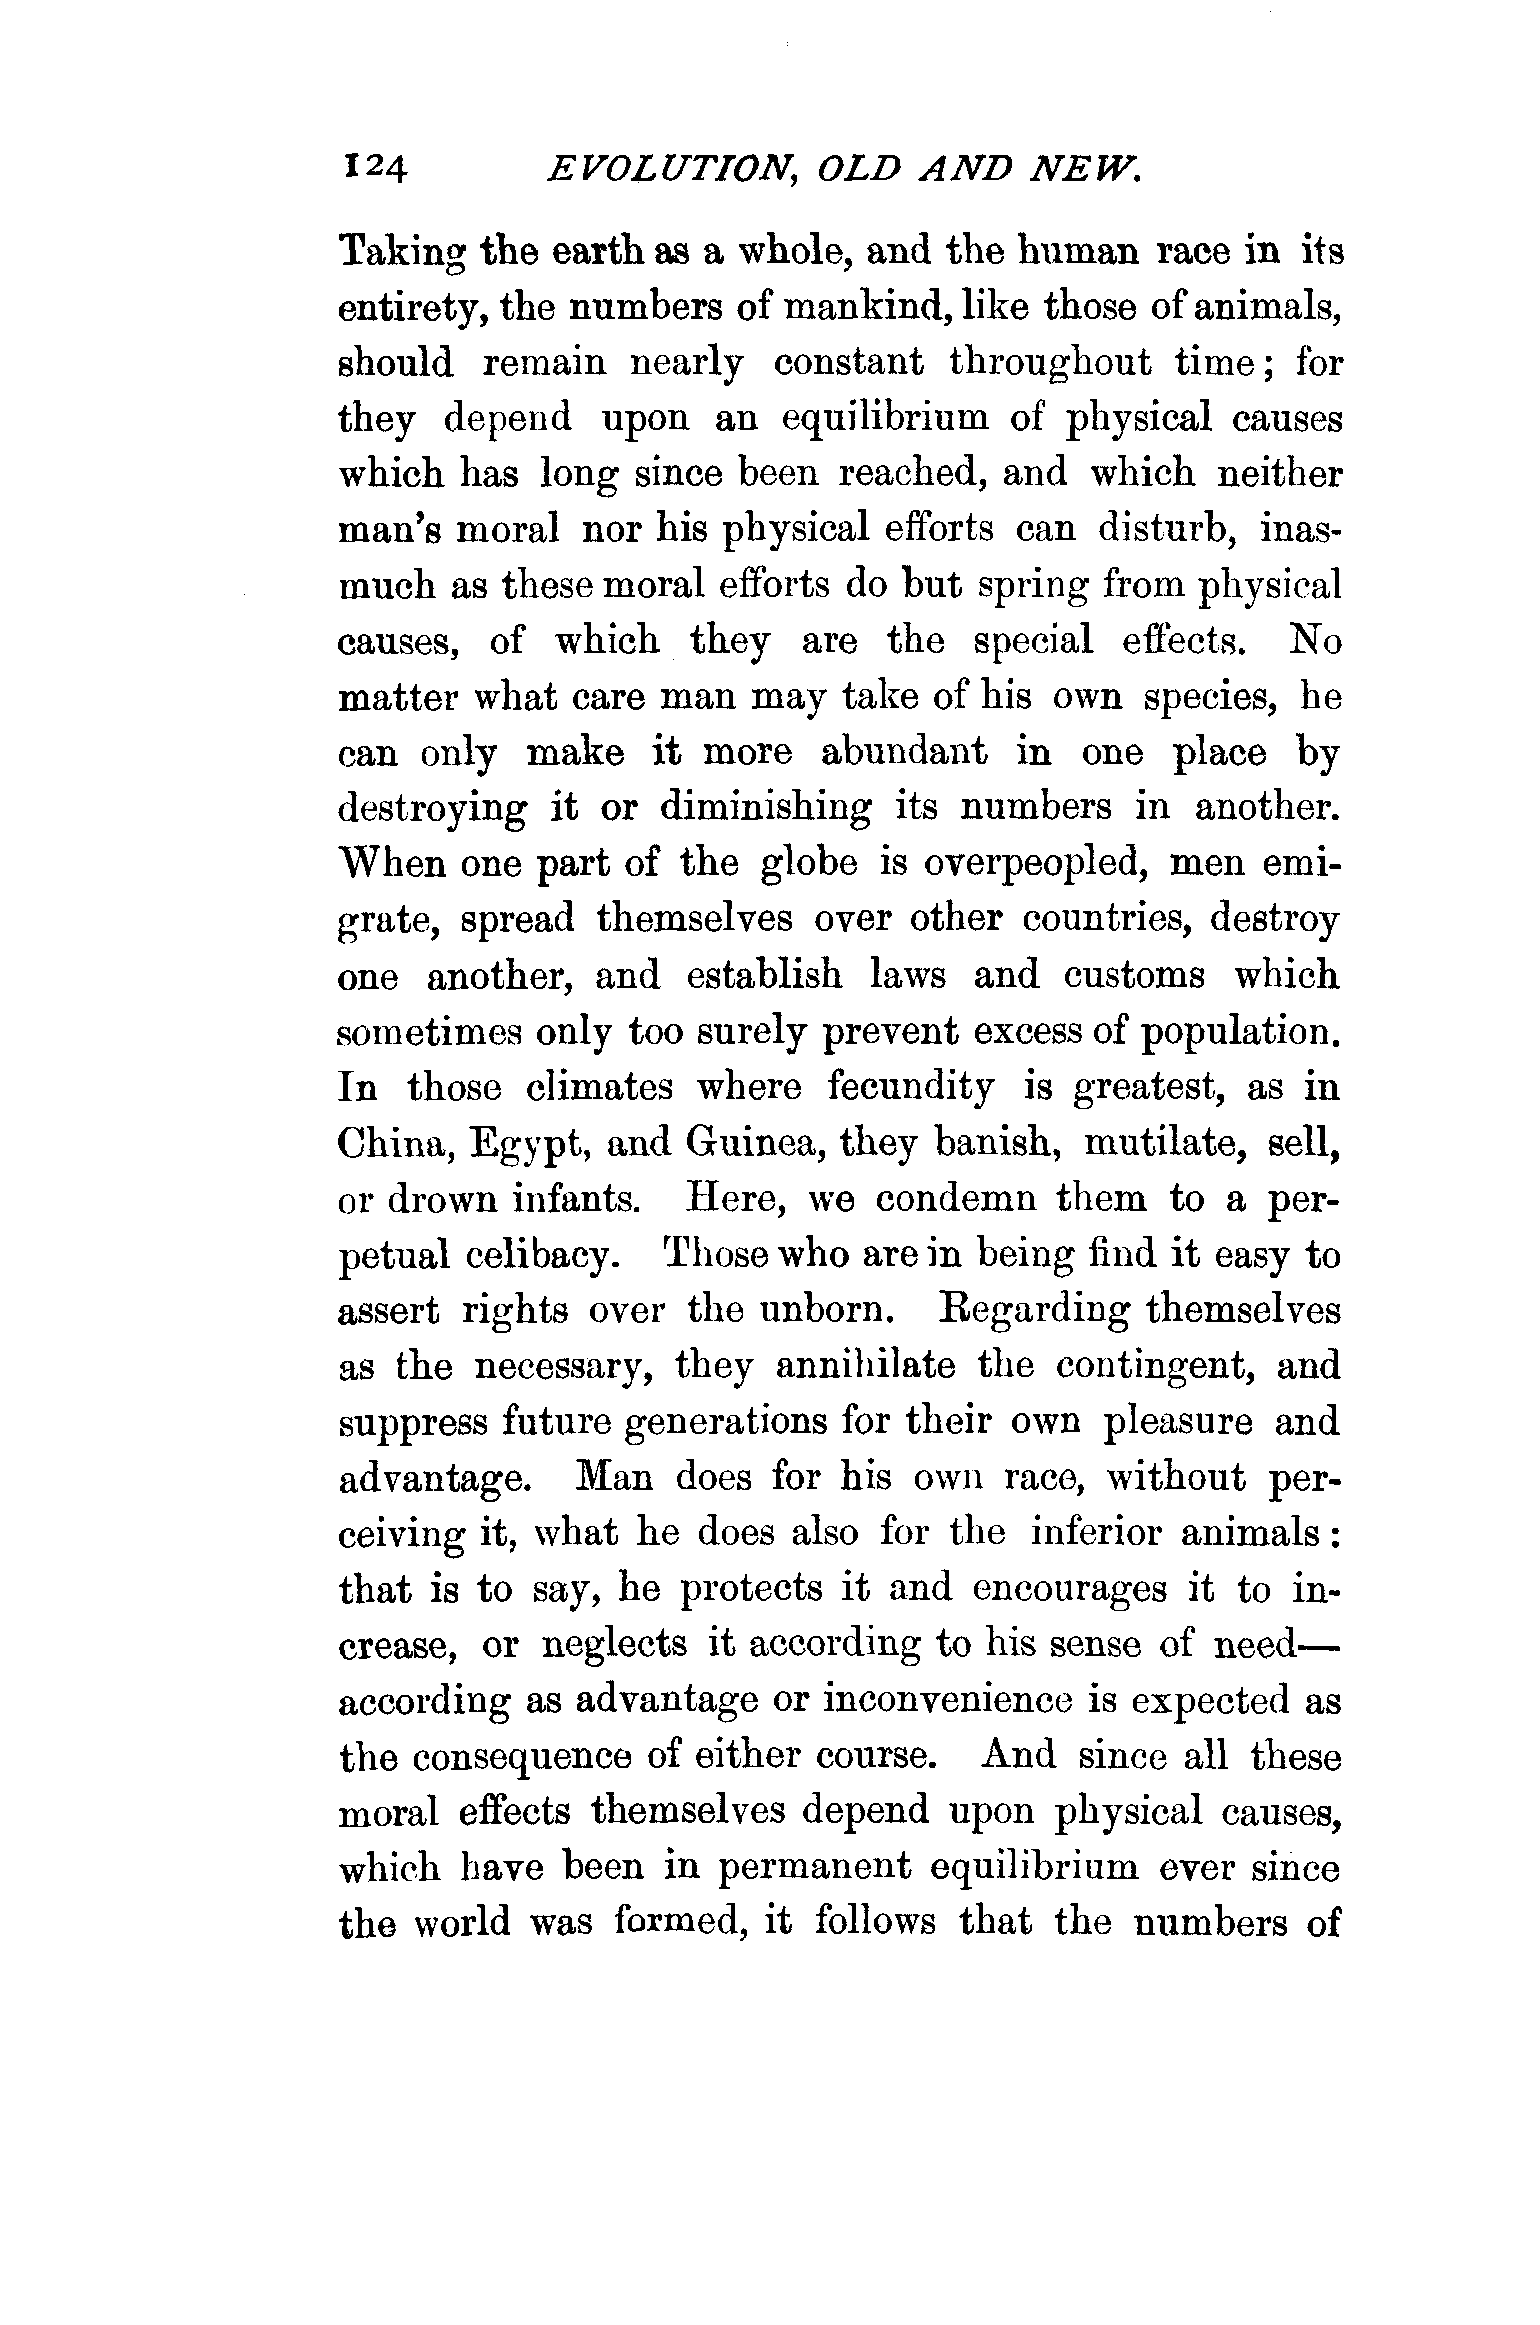 124 EVOLUTION, OLD AND NEW.
Taking the earth as a whole, and the human race in its
entirety, the numbers of mankind, like those of animals,
should remain nearly constant throughout time; for
they depend upon an equilibrium of physical causes
which has long since been reached, and which neither
man's moral nor his physical efforts can disturb, inas-
much as these moral efforts do but spring from physical
causes, of which they are the special effects. No
matter what care man may take of his own species, he
can only make it more abundant in one place by
destroying it or diminishing its numbers in another.
When one part of the globe is overpeopled, men emi-
grate, spread themselves over other countries, destroy
one another, and establish laws and customs which
sometimes only too surely prevent excess of population.
In those climates where fecundity is greatest, as in
China, Egypt, and Guinea, they banish, mutilate, sell,
or drown infants. Here, we condemn them to a per-
petual celibacy. Those who are in being find it easy to
assert rights over the unborn. Regarding themselves
as the necessary, they annihilate the contingent, and
suppress future generations for their own pleasure and
advantage. Man does for his own race, without per-
ceiving it, what he does also for the inferior animals:
that is to say, he protects it and encourages it to in-
crease, or neglects it according to his sense of need—
according as advantage or inconvenience is expected as
the consequence of either course. And since all these
moral effects themselves depend upon physical causes,
which have been in permanent equilibrium ever since
the world was formed, it follows that the numbers of